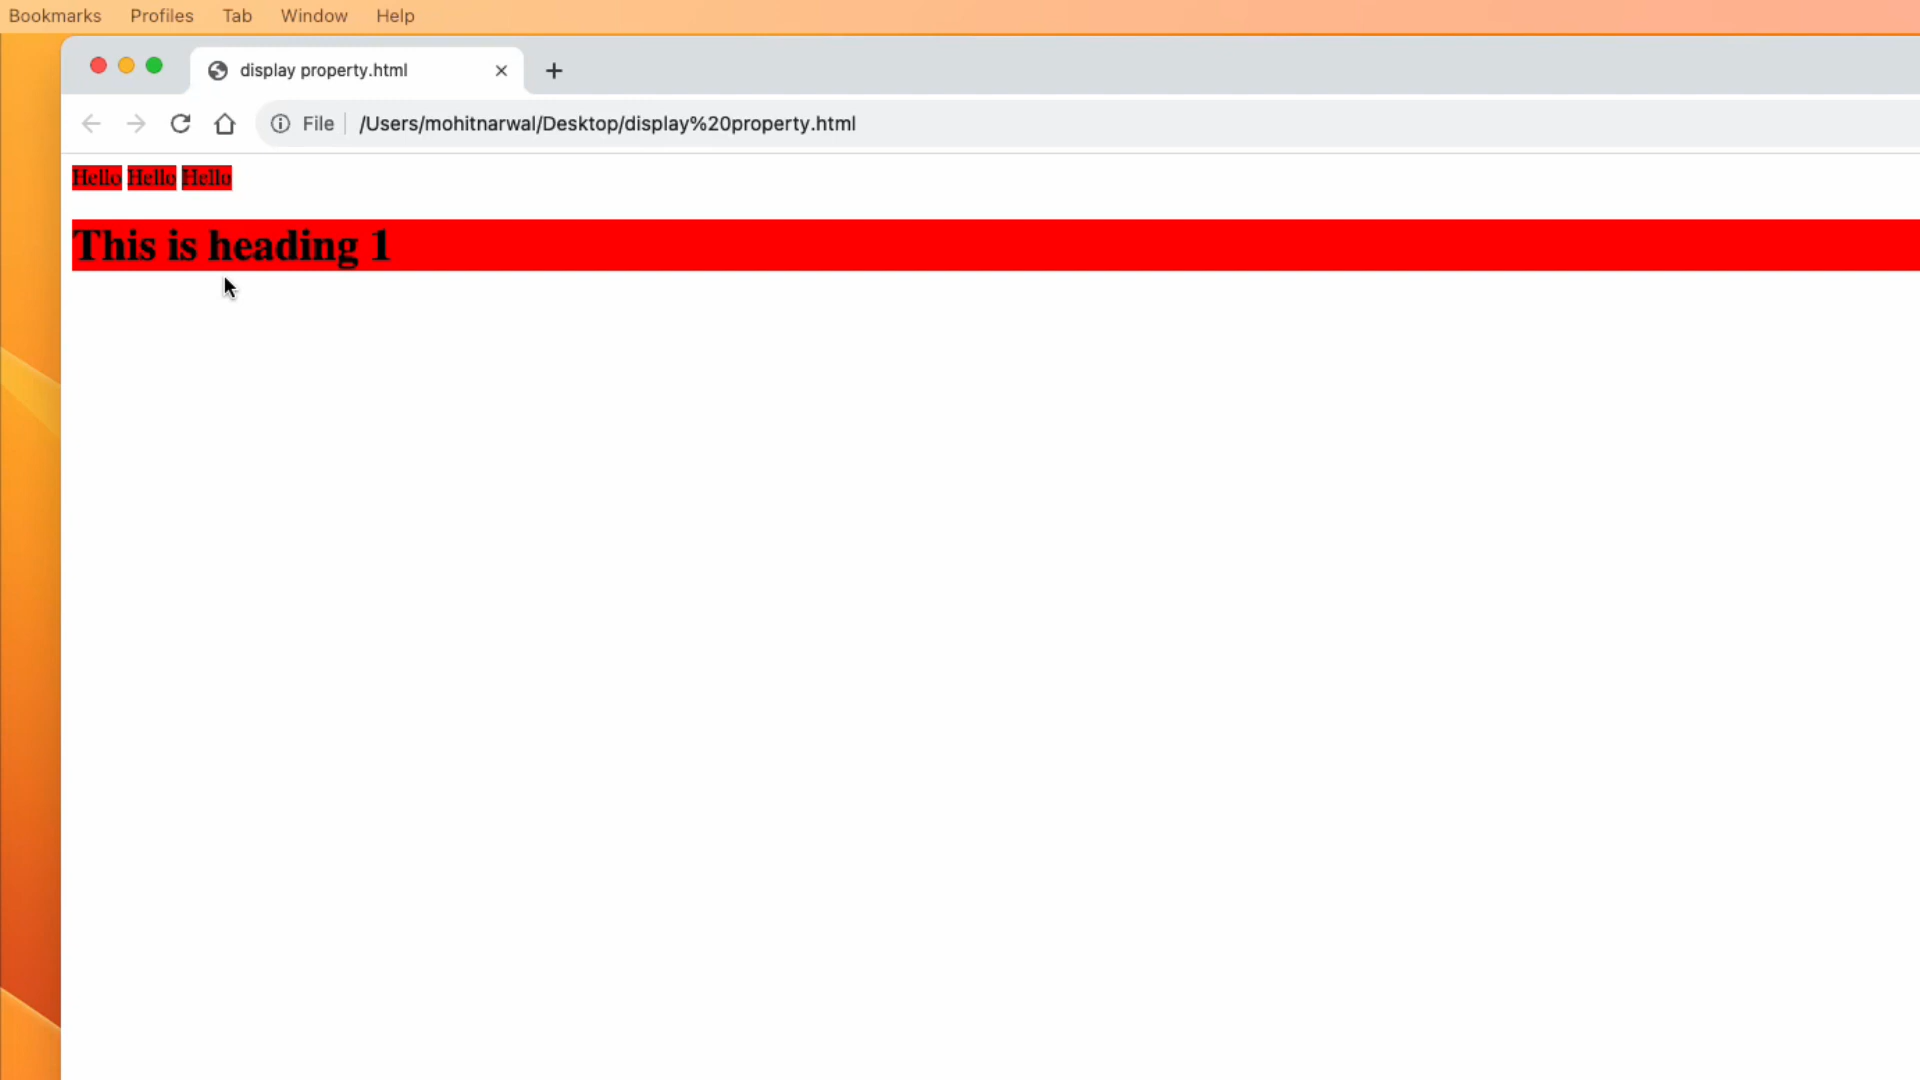 Bookmarks Profiles Tab Window Help
display property.html
File /Users/mohitnarwal/Desktop/display%20property.html
Hello Hello Hello
This is heading 1